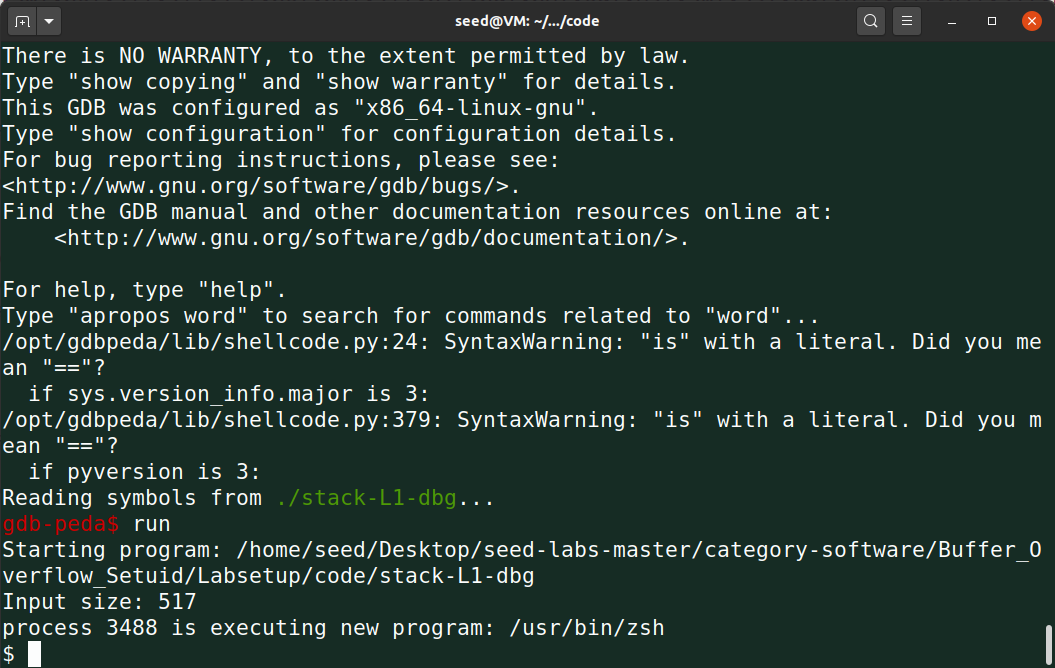 seed@VM: ~/.../code
There is NO WARRANTY, to the extent permitted by law.
Type "show copying" and "show warranty" for details.
This GDB was configured as "x86_64-linux-gnu".
Type "show configuration" for configuration details.
For bug reporting instructions, please see:
<http://www.gnu.org/software/gdb/bugs/>.
Find the GDB manual and other documentation resources online at:
    <http://www.gnu.org/software/gdb/documentation/>.

For help, type "help".
Type "apropos word" to search for commands related to "word"...
/opt/gdbpeda/lib/shellcode.py:24: SyntaxWarning: "is" with a literal. Did you me
an "=="?
  if sys.version_info.major is 3:
/opt/gdbpeda/lib/shellcode.py:379: SyntaxWarning: "is" with a literal. Did you m
ean "=="?
  if pyversion is 3:
Reading symbols from ./stack-L1-dbg...
gdb-peda$ run
Starting program: /home/seed/Desktop/seed-labs-master/category-software/Buffer_O
verflow_Setuid/Labsetup/code/stack-L1-dbg
Input size: 517
process 3488 is executing new program: /usr/bin/zsh
$